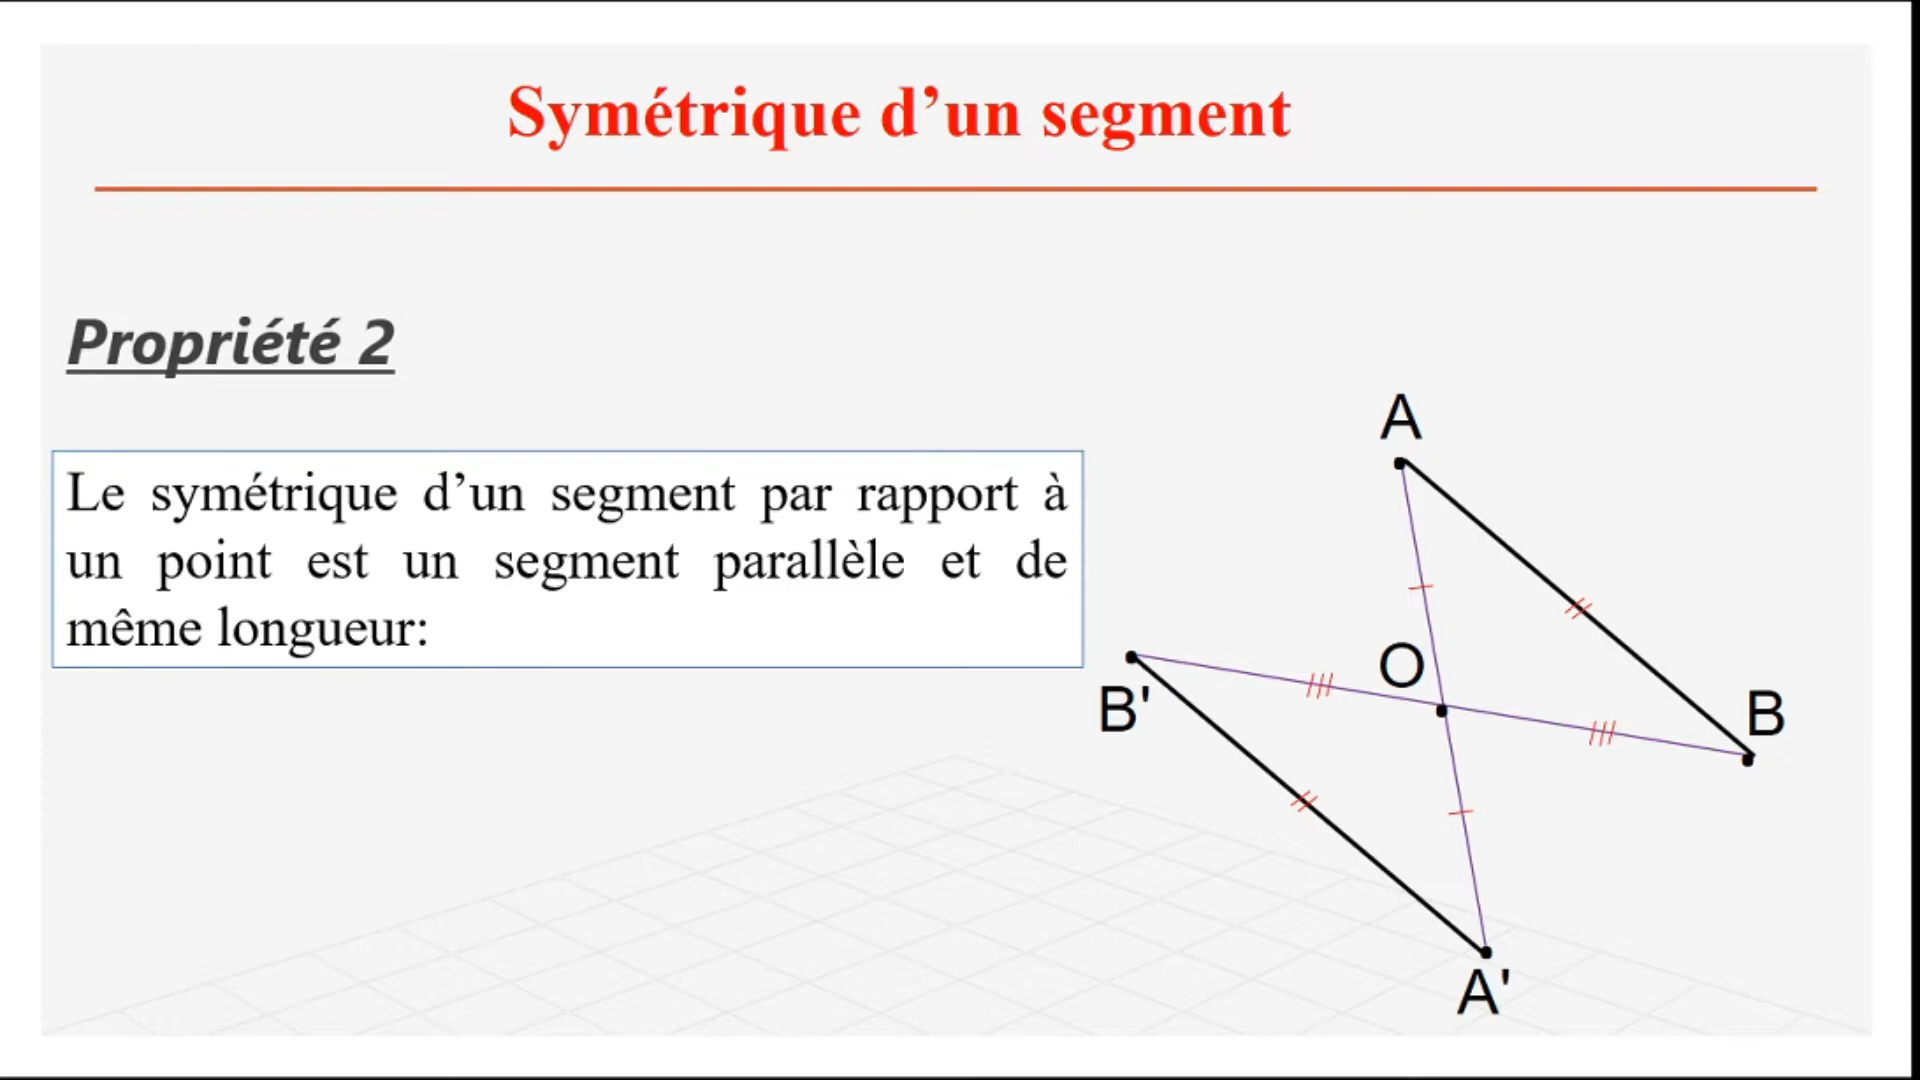 Symétrique d’un segment
Propriété 2
Le symétrique d’un segment par rapport à
un point est un segment parallèle et de
même longueur:
A
O
B'
B
A'